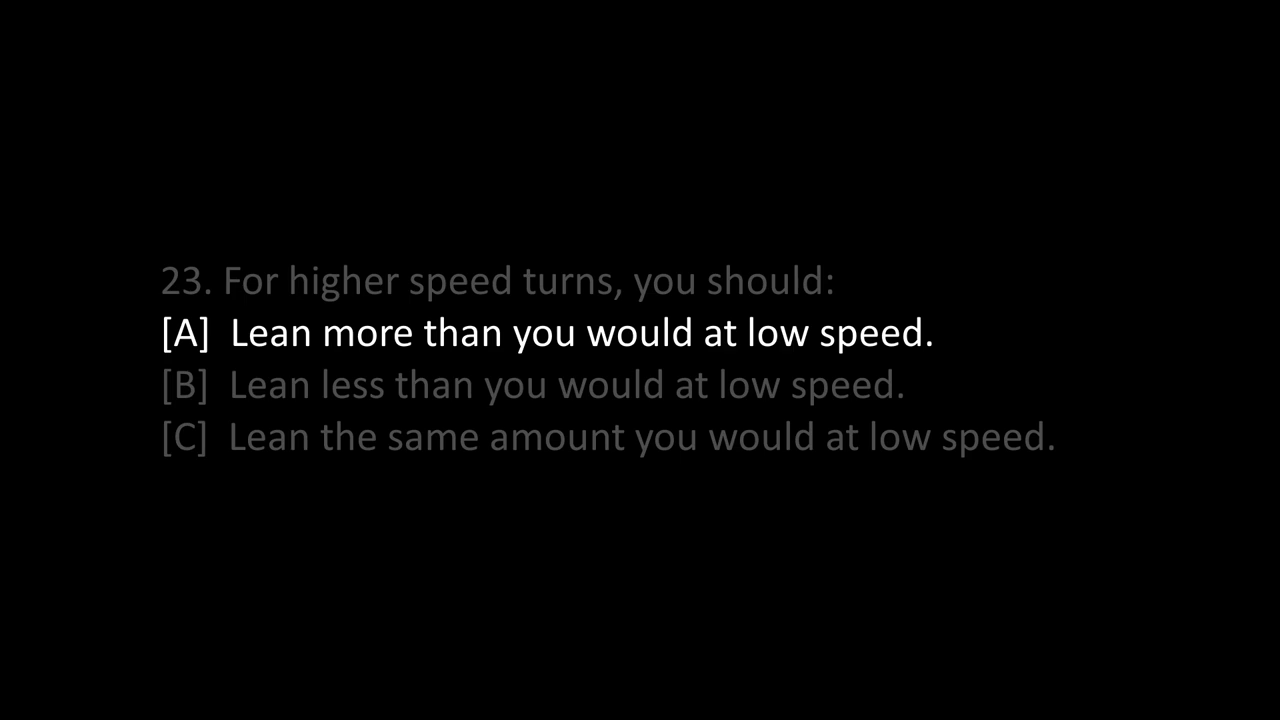 23. For higher speed turns, you should:
[A]  Lean more than you would at low speed.
[B]  Lean less than you would at low speed.
[C]  Lean the same amount you would at low speed.